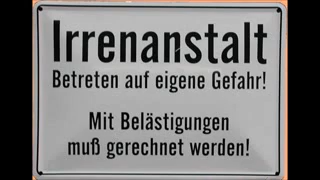 Irrenanstalt
Betreten auf eigene Gefahr!
Mit Belästigungen
muß gerechnet werden!